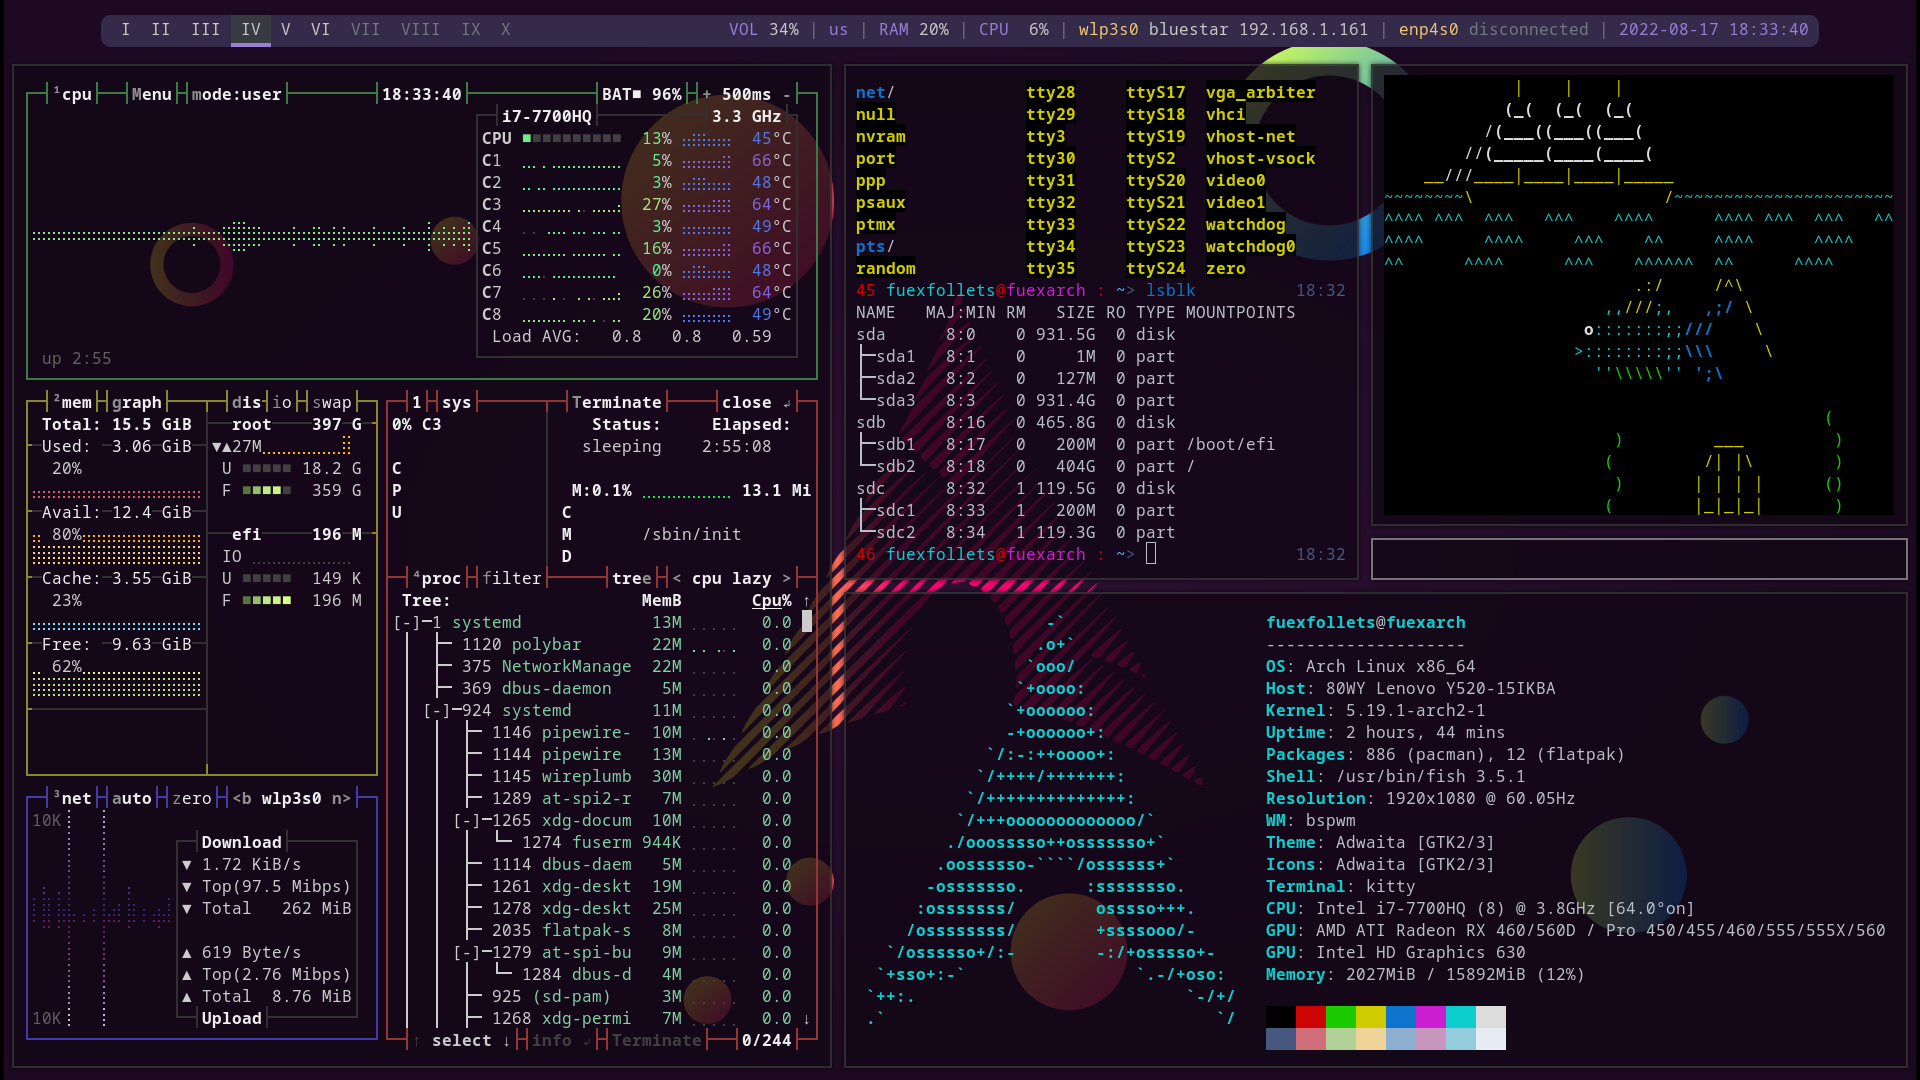 I II III IV V VI VII VIII IX X
VOL 34% | us | RAM 20% | CPU 6% | wlp3s0 bluestar 192.168.1.161 | enp4s0 disconnected | 2022-08-17 18:33:40
¹cpu Menu mode:user 18:33:40 BAT■ 96% + 500ms -
i7-7700HQ 3.3 GHz
CPU 13% 45°C
C1 5% 66°C
C2 3% 48°C
C3 27% 64°C
C4 3% 49°C
C5 16% 66°C
C6 0% 48°C
C7 26% 64°C
C8 20% 49°C
Load AVG: 0.8 0.8 0.59
up 2:55
²mem graph disk io swap
Total: 15.5 GiB
Used: 3.06 GiB
20%
Avail: 12.4 GiB
80%
Cache: 3.55 GiB
23%
Free: 9.63 GiB
62%
root 397 G
▼▲27M
U 18.2 G
F 359 G
efi 196 M
IO
U 149 K
F 196 M
³net auto zero <b wlp3s0 n>
10K
Download
▼ 1.72 KiB/s
▼ Top(97.5 Mibps)
▼ Total 262 MiB
▲ 619 Byte/s
▲ Top(2.76 Mibps)
▲ Total 8.76 MiB
10K
Upload
1 sys Terminate close ↲
0% C3 Status: Elapsed:
sleeping 2:55:08
C
P M:0.1% 13.1 Mi
U C
M /sbin/init
D
⁴proc filter tree < cpu lazy >
Tree: MemB Cpu% ↑
[-]─1 systemd 13M 0.0
├─ 1120 polybar 22M 0.0
├─ 375 NetworkManage 22M 0.0
├─ 369 dbus-daemon 5M 0.0
[-]─924 systemd 11M 0.0
├─ 1146 pipewire- 10M 0.0
├─ 1144 pipewire 13M 0.0
├─ 1145 wireplumb 30M 0.0
├─ 1289 at-spi2-r 7M 0.0
[-]─1265 xdg-docum 10M 0.0
└─ 1274 fuserm 944K 0.0
├─ 1114 dbus-daem 5M 0.0
├─ 1261 xdg-deskt 19M 0.0
├─ 1278 xdg-deskt 25M 0.0
├─ 2035 flatpak-s 8M 0.0
[-]─1279 at-spi-bu 9M 0.0
└─ 1284 dbus-d 4M 0.0
├─ 925 (sd-pam) 3M 0.0
├─ 1268 xdg-permi 7M 0.0 ↓
↑ select ↓ info ↲ Terminate 0/244
net/ tty28 ttyS17 vga_arbiter
null tty29 ttyS18 vhci
nvram tty3 ttyS19 vhost-net
port tty30 ttyS2 vhost-vsock
ppp tty31 ttyS20 video0
psaux tty32 ttyS21 video1
ptmx tty33 ttyS22 watchdog
pts/ tty34 ttyS23 watchdog0
random tty35 ttyS24 zero
45 fuexfollets@fuexarch : ~> lsblk 18:32
NAME MAJ:MIN RM SIZE RO TYPE MOUNTPOINTS
sda 8:0 0 931.5G 0 disk
├─sda1 8:1 0 1M 0 part
├─sda2 8:2 0 127M 0 part
└─sda3 8:3 0 931.4G 0 part
sdb 8:16 0 465.8G 0 disk
├─sdb1 8:17 0 200M 0 part /boot/efi
└─sdb2 8:18 0 404G 0 part /
sdc 8:32 1 119.5G 0 disk
├─sdc1 8:33 1 200M 0 part
└─sdc2 8:34 1 119.3G 0 part
46 fuexfollets@fuexarch : ~> 18:32
fuexfollets@fuexarch
--------------------
OS: Arch Linux x86_64
Host: 80WY Lenovo Y520-15IKBA
Kernel: 5.19.1-arch2-1
Uptime: 2 hours, 44 mins
Packages: 886 (pacman), 12 (flatpak)
Shell: /usr/bin/fish 3.5.1
Resolution: 1920x1080 @ 60.05Hz
WM: bspwm
Theme: Adwaita [GTK2/3]
Icons: Adwaita [GTK2/3]
Terminal: kitty
CPU: Intel i7-7700HQ (8) @ 3.8GHz [64.0°on]
GPU: AMD ATI Radeon RX 460/560D / Pro 450/455/460/555/555X/560
GPU: Intel HD Graphics 630
Memory: 2027MiB / 15892MiB (12%)